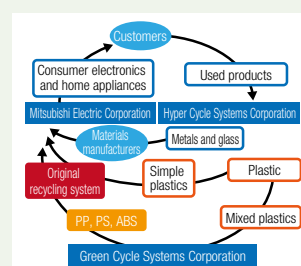 Customers
Consumer electronics
and home appliances
Used products
Mitsubishi Electric Corporation
Hyper Cycle Systems Corporation
Materials
manufacturers
Metals and glass
Original
recycling system
Simple
plastics
Plastic
PP, PS, ABS
Mixed plastics
Green Cycle Systems Corporation